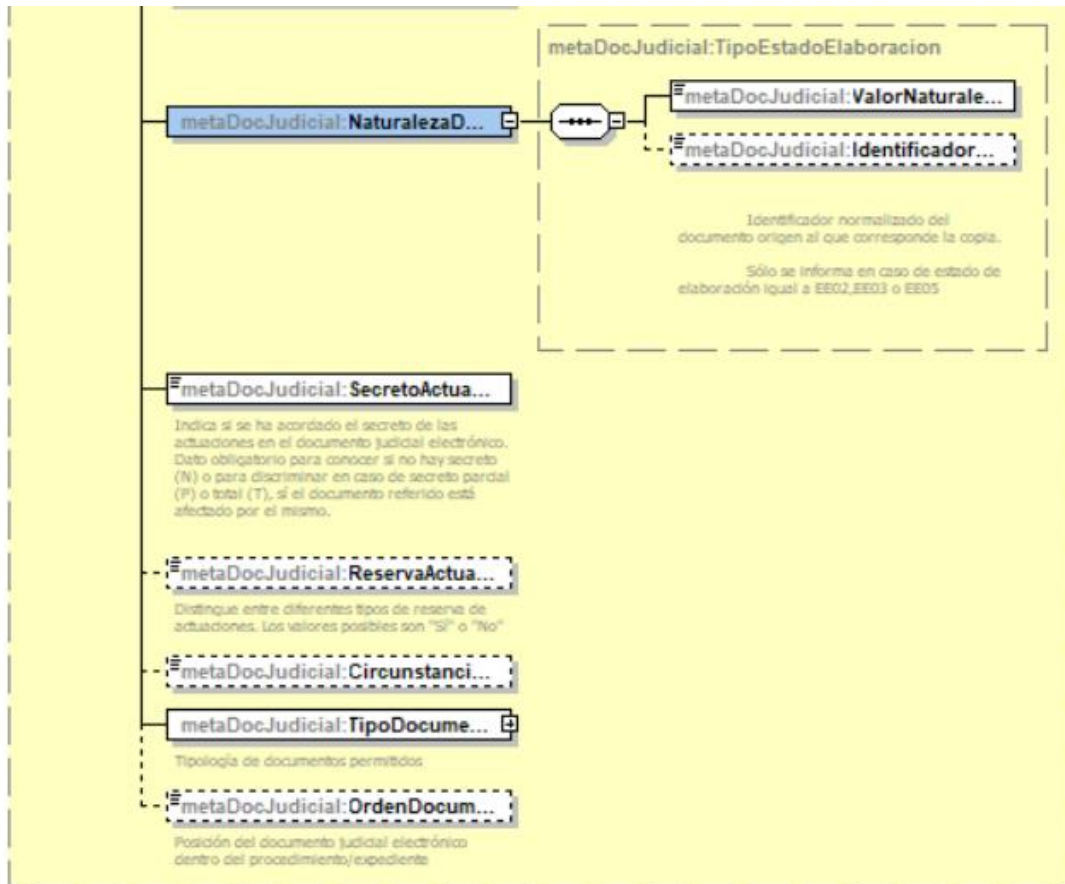 metaDocJudicial:TipoEstadoElaboracion
metaDocJudicial:NaturalezaD...
metaDocJudicial:ValorNaturale...
metaDocJudicial:Identificador...
Identificador normalizado del
documento origen al que corresponde la copia.
Sólo se informa en caso de estado de
elaboración igual a EE02,EE03 o EE05
metaDocJudicial:SecretoActua...
Indica si se ha acordado el secreto de las
actuaciones en el documento judicial electrónico.
Dato obligatorio para conocer si no hay secreto
(N) o para discriminar en caso de secreto parcial
(P) o total (T), sí el documento referido está
afectado por el mismo.
metaDocJudicial:ReservaActua...
Distingue entre diferentes tipos de reserva de
actuaciones. Los valores posibles son "Sí" o "No"
metaDocJudicial:Circunstanci...
metaDocJudicial:TipoDocume...
Tipología de documentos permitidos
metaDocJudicial:OrdenDocum...
Posición del documento judicial electrónico
dentro del procedimiento/expediente